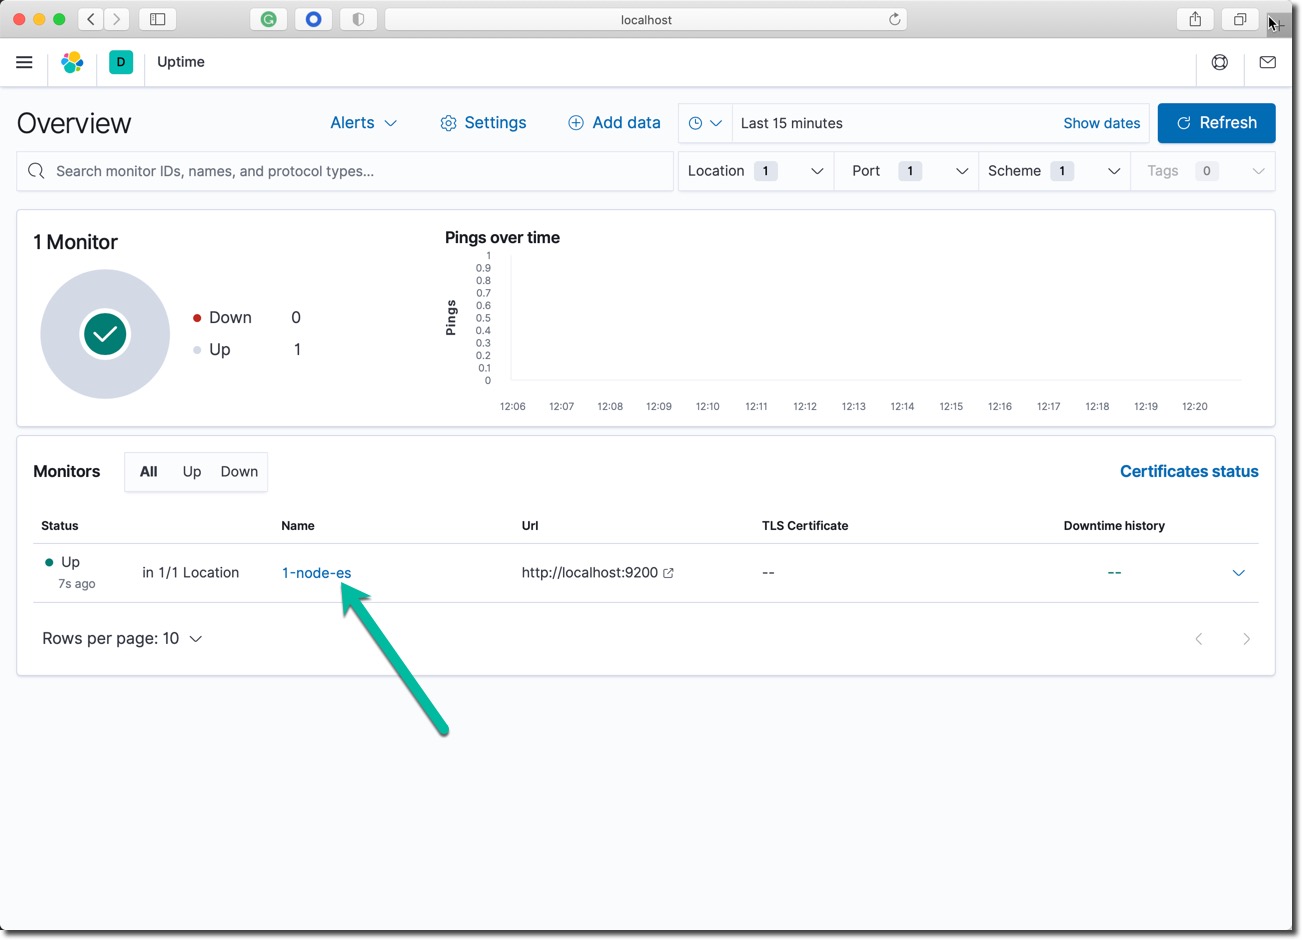 localhost
D
Uptime
Overview
Alerts
Settings
Add data
Last 15 minutes
Show dates
Refresh
Search monitor IDs, names, and protocol types...
Location 1
Port 1
Scheme 1
Tags 0
1 Monitor
Down 0
Up 1
Pings over time
Pings
1
0.9
0.8
0.7
0.6
0.5
0.4
0.3
0.2
0.1
0
12:06 12:07 12:08 12:09 12:10 12:11 12:12 12:13 12:14 12:15 12:16 12:17 12:18 12:19 12:20
Monitors
All Up Down
Certificates status
Status Name Url TLS Certificate Downtime history
Up
7s ago
in 1/1 Location
1-node-es
http://localhost:9200
--
--
Rows per page: 10